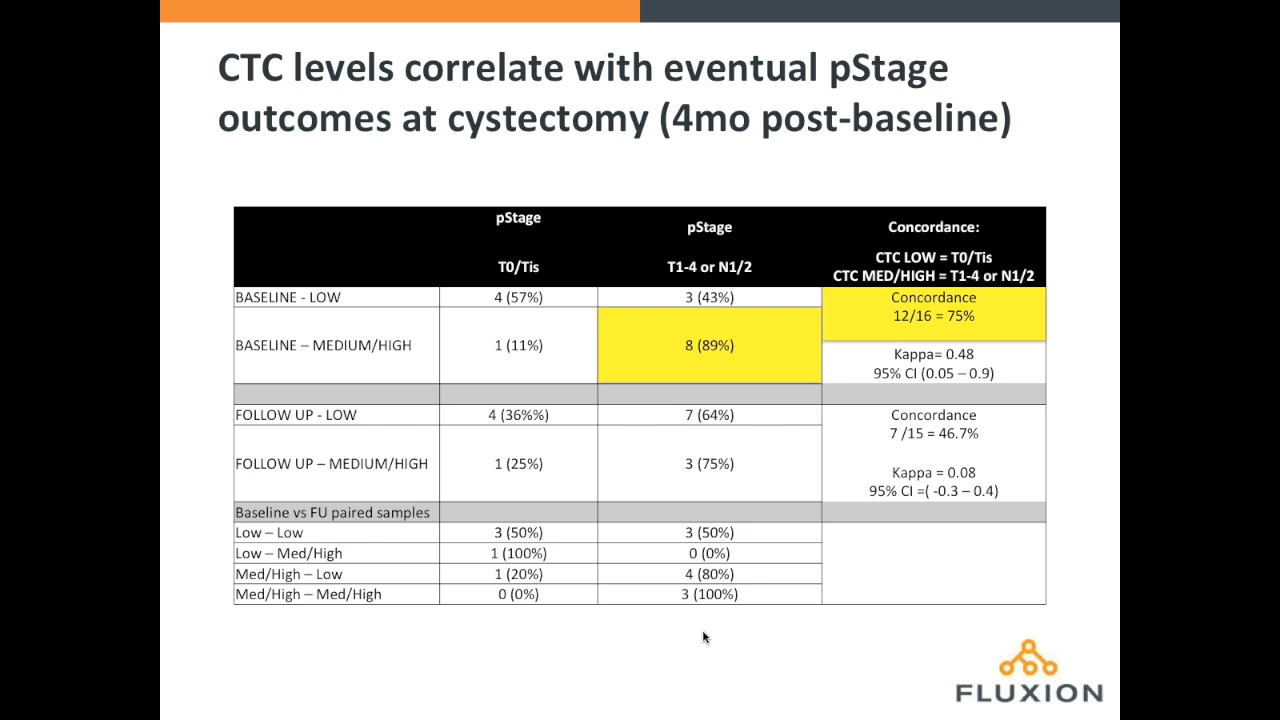 CTC levels correlate with eventual pStage
outcomes at cystectomy (4mo post-baseline)
pStage
T0/Tis
pStage
T1-4 or N1/2
Concordance:
CTC LOW = T0/Tis
CTC MED/HIGH = T1-4 or N1/2
BASELINE - LOW
4 (57%)
3 (43%)
Concordance
12/16 = 75%
BASELINE – MEDIUM/HIGH
1 (11%)
8 (89%)
Kappa= 0.48
95% CI (0.05 – 0.9)
FOLLOW UP - LOW
4 (36%%)
7 (64%)
Concordance
7 /15 = 46.7%
FOLLOW UP – MEDIUM/HIGH
1 (25%)
3 (75%)
Kappa = 0.08
95% CI =( -0.3 – 0.4)
Baseline vs FU paired samples
Low – Low
3 (50%)
3 (50%)
Low – Med/High
1 (100%)
0 (0%)
Med/High – Low
1 (20%)
4 (80%)
Med/High – Med/High
0 (0%)
3 (100%)
FLUXION